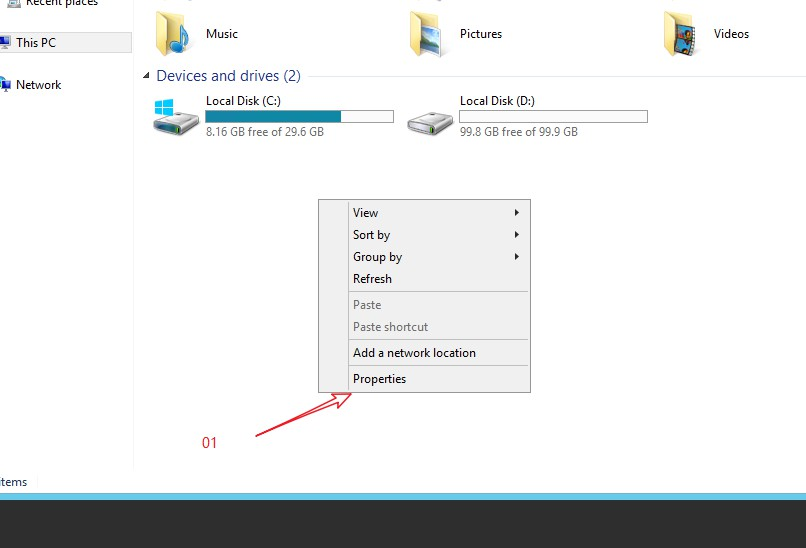 Recent places
Music
Pictures
Videos
This PC
Devices and drives (2)
Network
Local Disk (C:)
8.16 GB free of 29.6 GB
Local Disk (D:)
99.8 GB free of 99.9 GB
View
Sort by
Group by
Refresh
Paste
Paste shortcut
Add a network location
Properties
01
items